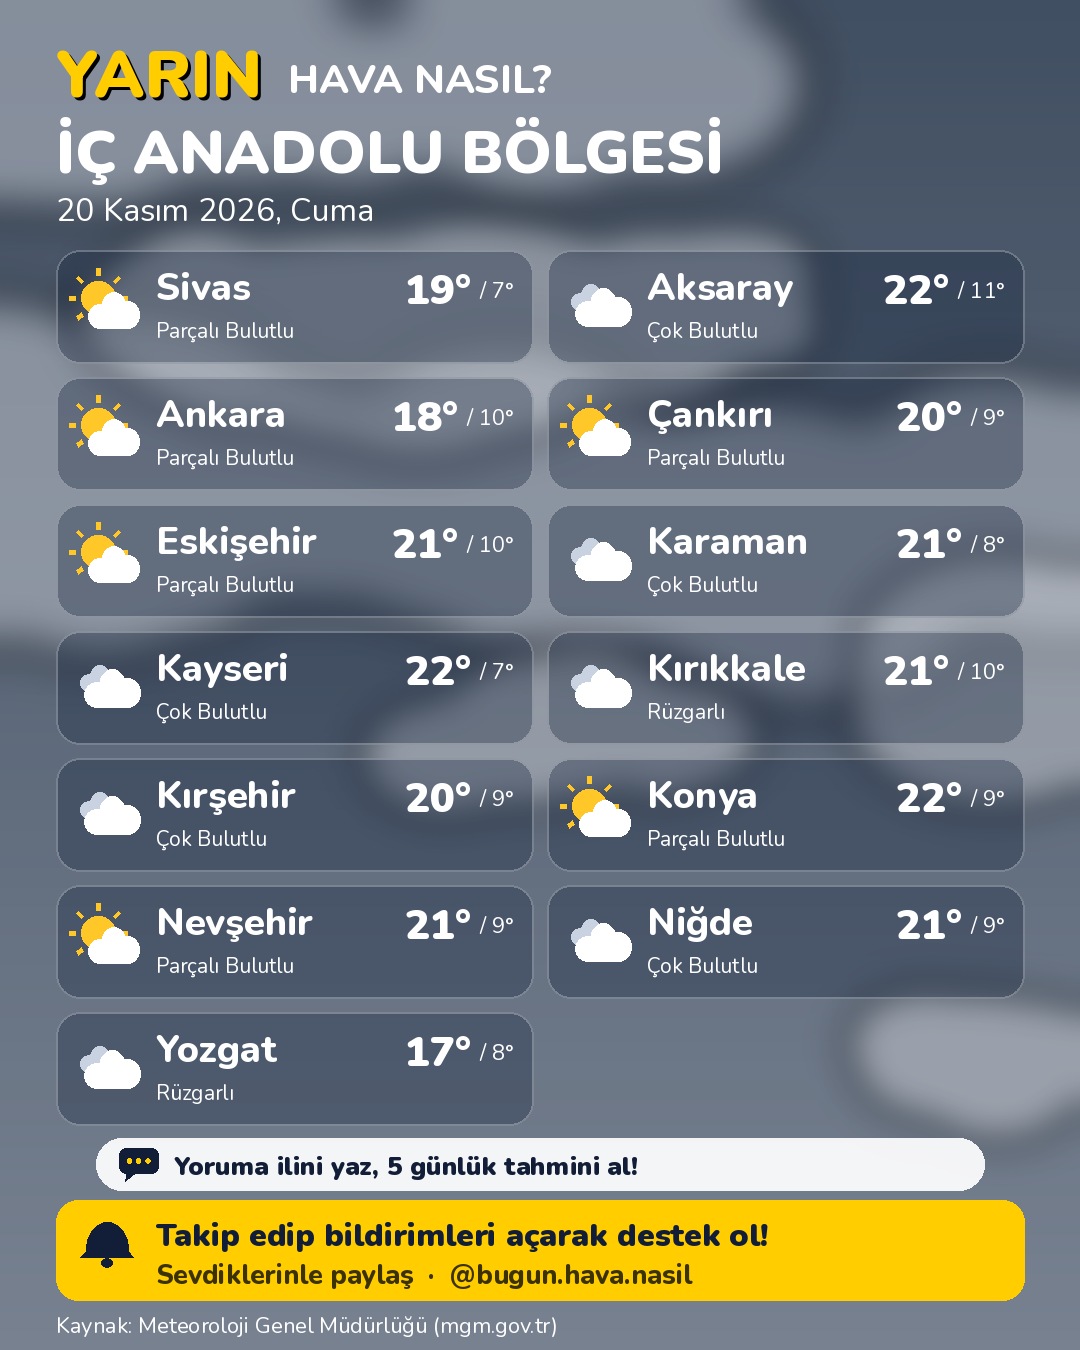 YARIN HAVA NASIL?
İÇ ANADOLU BÖLGESİ
20 Kasım 2026, Cuma
Sivas 19° / 7°
Parçalı Bulutlu
Aksaray 22° / 11°
Çok Bulutlu
Ankara 18° / 10°
Parçalı Bulutlu
Çankırı 20° / 9°
Parçalı Bulutlu
Eskişehir 21° / 10°
Parçalı Bulutlu
Karaman 21° / 8°
Çok Bulutlu
Kayseri 22° / 7°
Çok Bulutlu
Kırıkkale 21° / 10°
Rüzgarlı
Kırşehir 20° / 9°
Çok Bulutlu
Konya 22° / 9°
Parçalı Bulutlu
Nevşehir 21° / 9°
Parçalı Bulutlu
Niğde 21° / 9°
Çok Bulutlu
Yozgat 17° / 8°
Rüzgarlı
Yoruma ilini yaz, 5 günlük tahmini al!
Takip edip bildirimleri açarak destek ol!
Sevdiklerinle paylaş · @bugun.hava.nasil
Kaynak: Meteoroloji Genel Müdürlüğü (mgm.gov.tr)